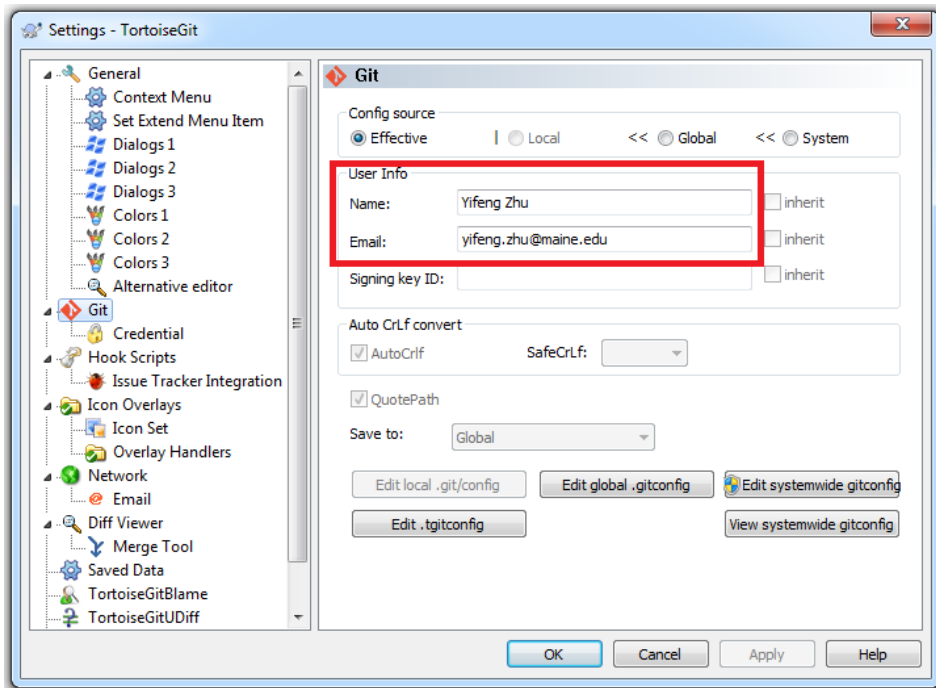 Settings - TortoiseGit
General
Context Menu
Set Extend Menu Item
Dialogs 1
Dialogs 2
Dialogs 3
Colors 1
Colors 2
Colors 3
Alternative editor
Git
Credential
Hook Scripts
Issue Tracker Integration
Icon Overlays
Icon Set
Overlay Handlers
Network
Email
Diff Viewer
Merge Tool
Saved Data
TortoiseGitBlame
TortoiseGitUDiff
Git
Config source
Effective | Local << Global << System
User Info
Name: Yifeng Zhu inherit
Email: yifeng.zhu@maine.edu inherit
Signing key ID: inherit
Auto CrLf convert
AutoCrlf SafeCrLf:
QuotePath
Save to: Global
Edit local .git/config Edit global .gitconfig Edit systemwide gitconfig
Edit .tgitconfig View systemwide gitconfig
OK Cancel Apply Help